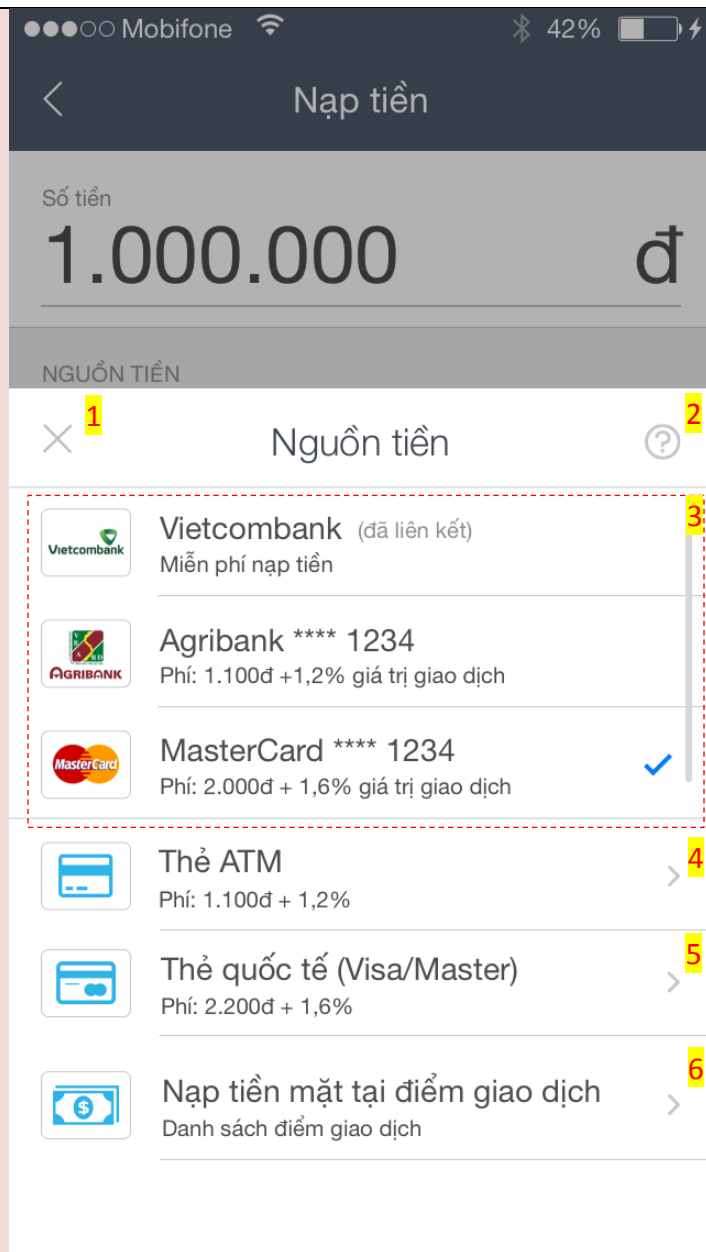 Mobifone 42%
Nạp tiền
Số tiền
1.000.000 đ
NGUỒN TIỀN
1
Nguồn tiền
2
3
Vietcombank
Vietcombank (đã liên kết)
Miễn phí nạp tiền
AGRIBANK
Agribank **** 1234
Phí: 1.100đ +1,2% giá trị giao dịch
MasterCard
MasterCard **** 1234
Phí: 2.000đ + 1,6% giá trị giao dịch
Thẻ ATM
4
Phí: 1.100đ + 1,2%
Thẻ quốc tế (Visa/Master)
5
Phí: 2.200đ + 1,6%
Nạp tiền mặt tại điểm giao dịch
6
Danh sách điểm giao dịch